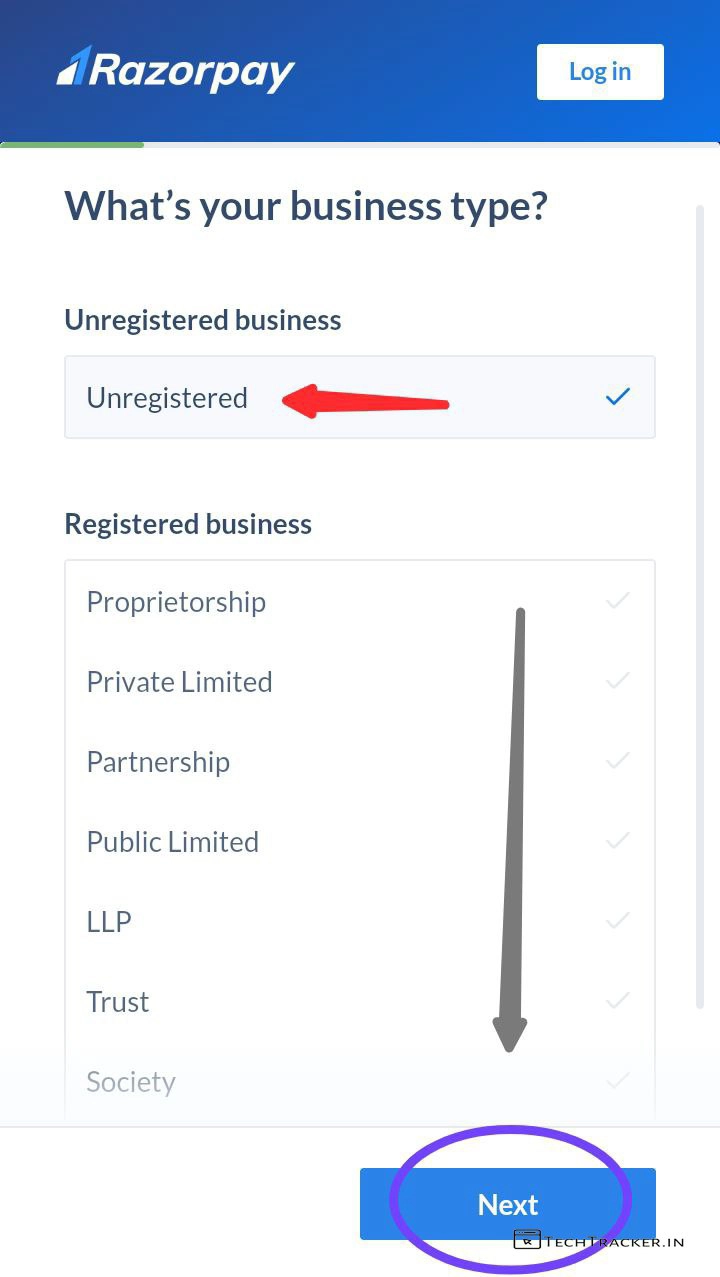 Razorpay
Log in
What’s your business type?
Unregistered business
Unregistered
Registered business
Proprietorship
Private Limited
Partnership
Public Limited
LLP
Trust
Society
Next
TECHTRACKER.IN